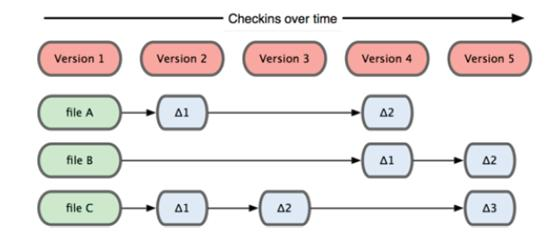 Checkins over time
Version 1 Version 2 Version 3 Version 4 Version 5
file A Δ1 Δ2
file B Δ1 Δ2
file C Δ1 Δ2 Δ3